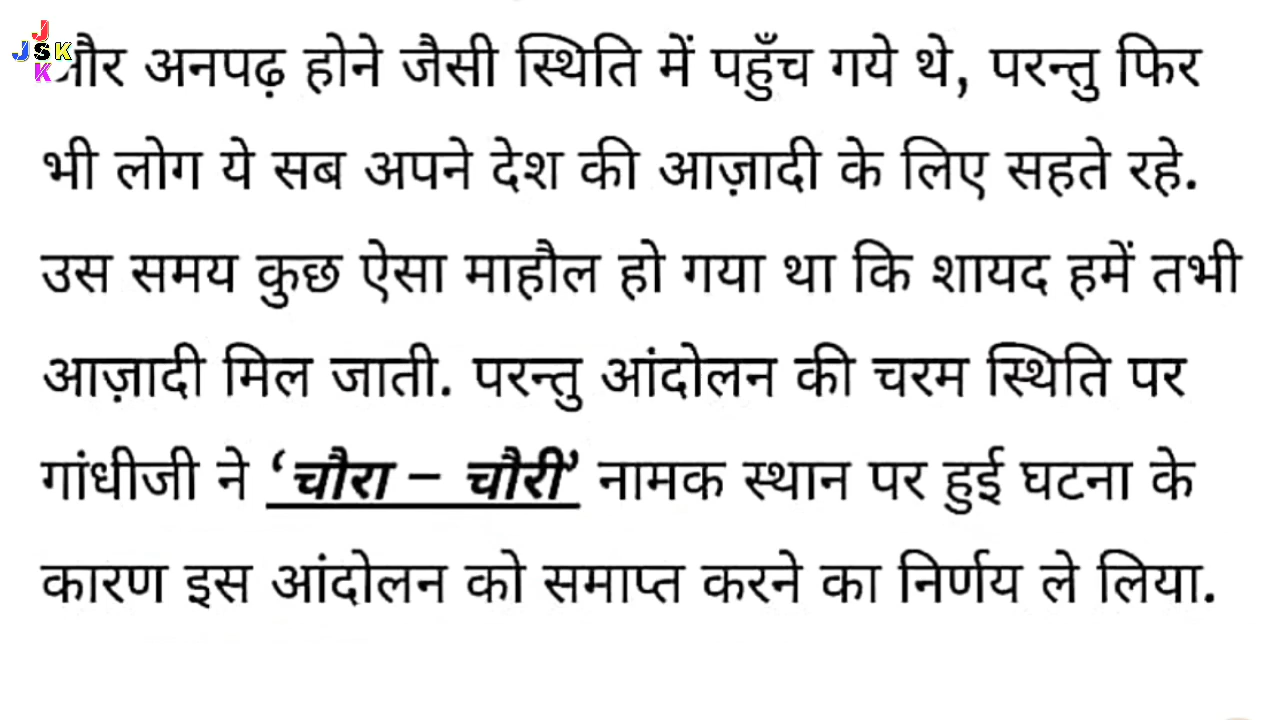 J
JSK
K
और अनपढ़ होने जैसी स्थिति में पहुँच गये थे, परन्तु फिर
भी लोग ये सब अपने देश की आज़ादी के लिए सहते रहे.
उस समय कुछ ऐसा माहौल हो गया था कि शायद हमें तभी
आज़ादी मिल जाती. परन्तु आंदोलन की चरम स्थिति पर
गांधीजी ने ‘चौरा – चौरी’ नामक स्थान पर हुई घटना के
कारण इस आंदोलन को समाप्त करने का निर्णय ले लिया.